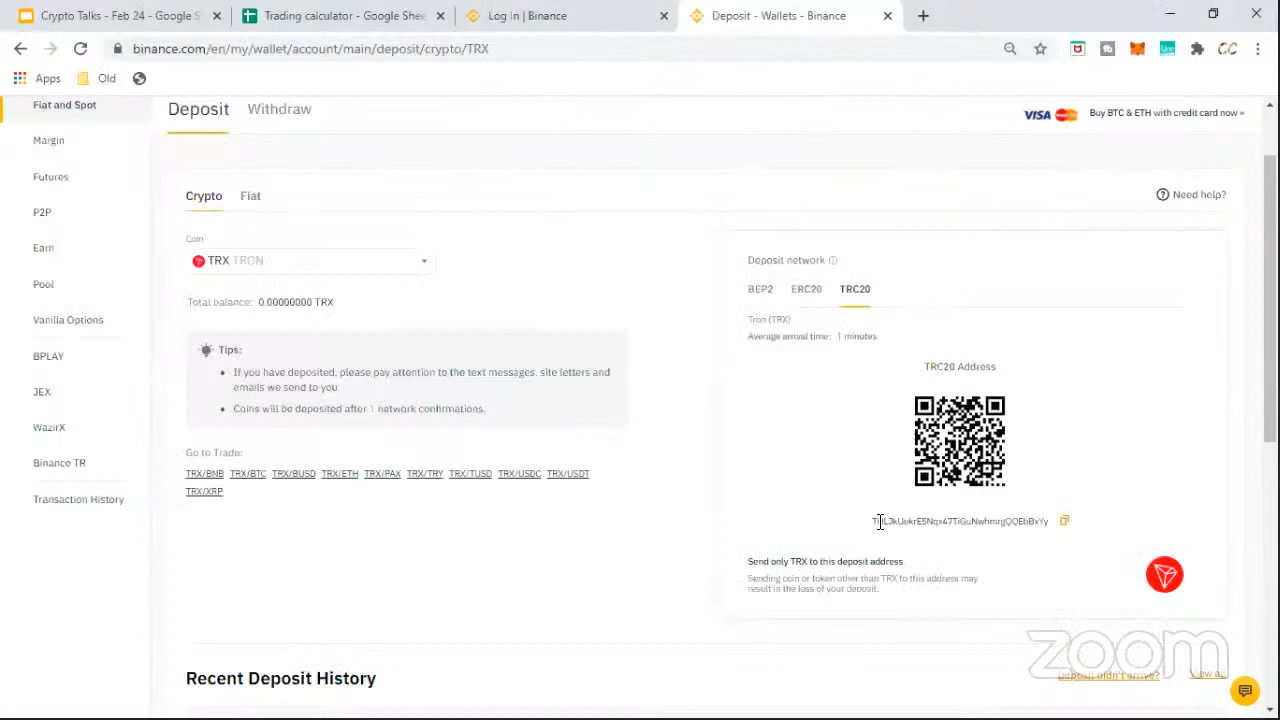 Crypto Talks - Feb 24 - Google S
Trading calculator - Google Shee
Log In | Binance
Deposit - Wallets - Binance
binance.com/en/my/wallet/account/main/deposit/crypto/TRX
Apps
Old
Fiat and Spot
Deposit
Withdraw
VISA
Buy BTC & ETH with credit card now »
Margin
Futures
P2P
Earn
Pool
Vanilla Options
BPLAY
JEX
WazirX
Binance TR
Transaction History
Crypto
Fiat
Need help?
Coin
TRX TRON
Total balance: 0.00000000 TRX
Tips:
If you have deposited, please pay attention to the text messages, site letters and
emails we send to you.
Coins will be deposited after 1 network confirmations.
Go to Trade:
TRX/BNB TRX/BTC TRX/BUSD TRX/ETH TRX/PAX TRX/TRY TRX/TUSD TRX/USDC TRX/USDT
TRX/XRP
Deposit network
BEP2 ERC20 TRC20
Tron (TRX)
Average arrival time: 1 minutes
TRC20 Address
Send only TRX to this deposit address.
Sending coin or token other than TRX to this address may
result in the loss of your deposit.
zoom
Recent Deposit History
Deposit didn't arrive?
View all